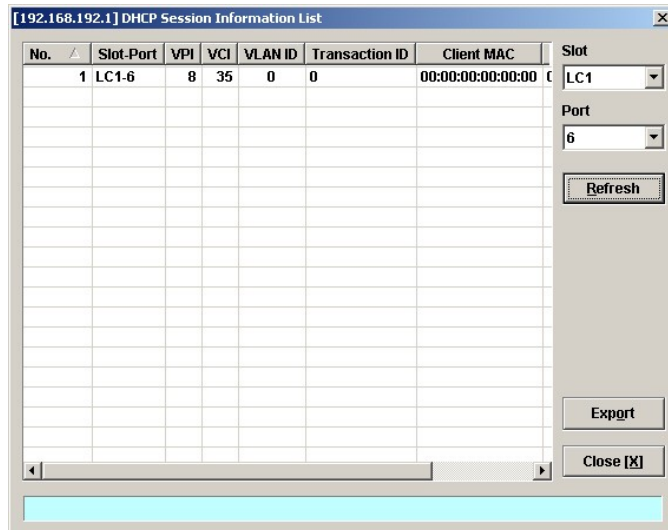 [192.168.192.1] DHCP Session Information List
No. Slot-Port VPI VCI VLAN ID Transaction ID Client MAC
1 LC1-6 8 35 0 0 00:00:00:00:00:00
Slot
LC1
Port
6
Refresh
Export
Close [X]